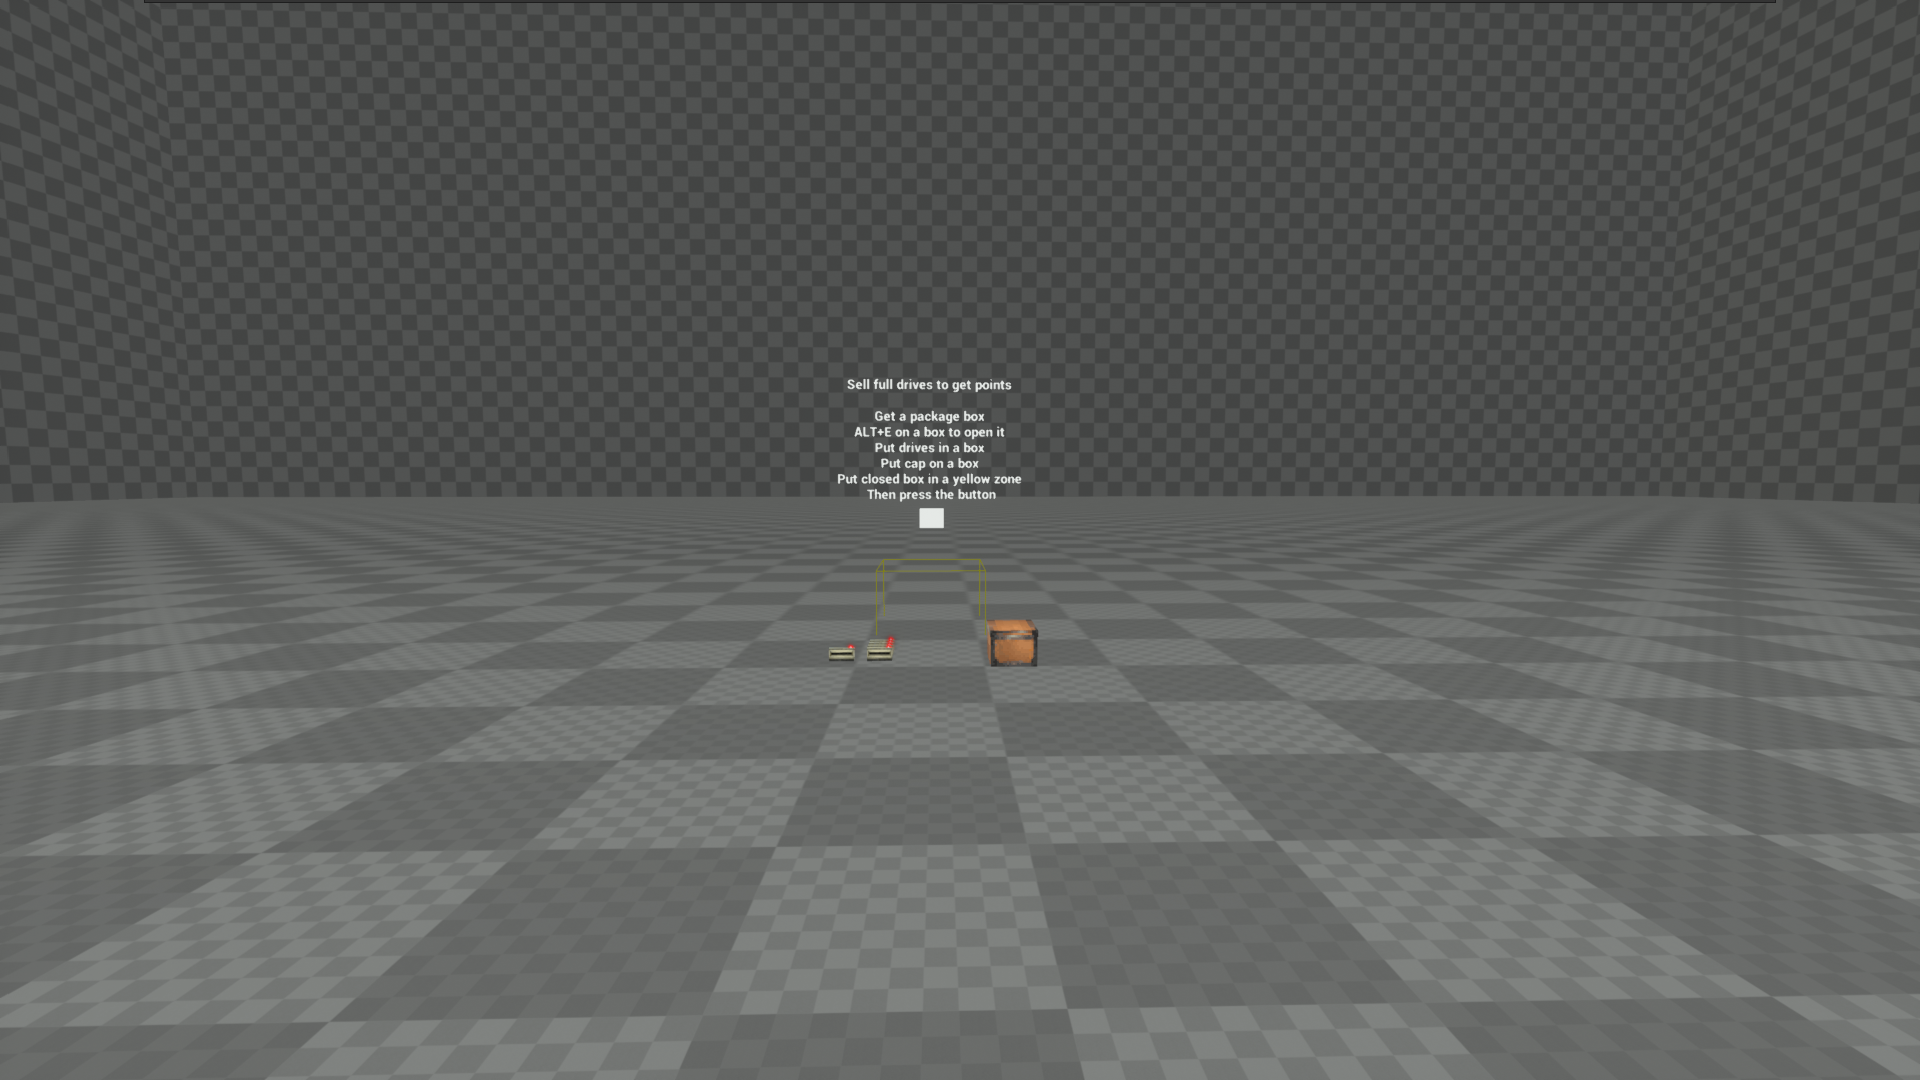 Sell full drives to get points
Get a package box
ALT+E on a box to open it
Put drives in a box
Put cap on a box
Put closed box in a yellow zone
Then press the button